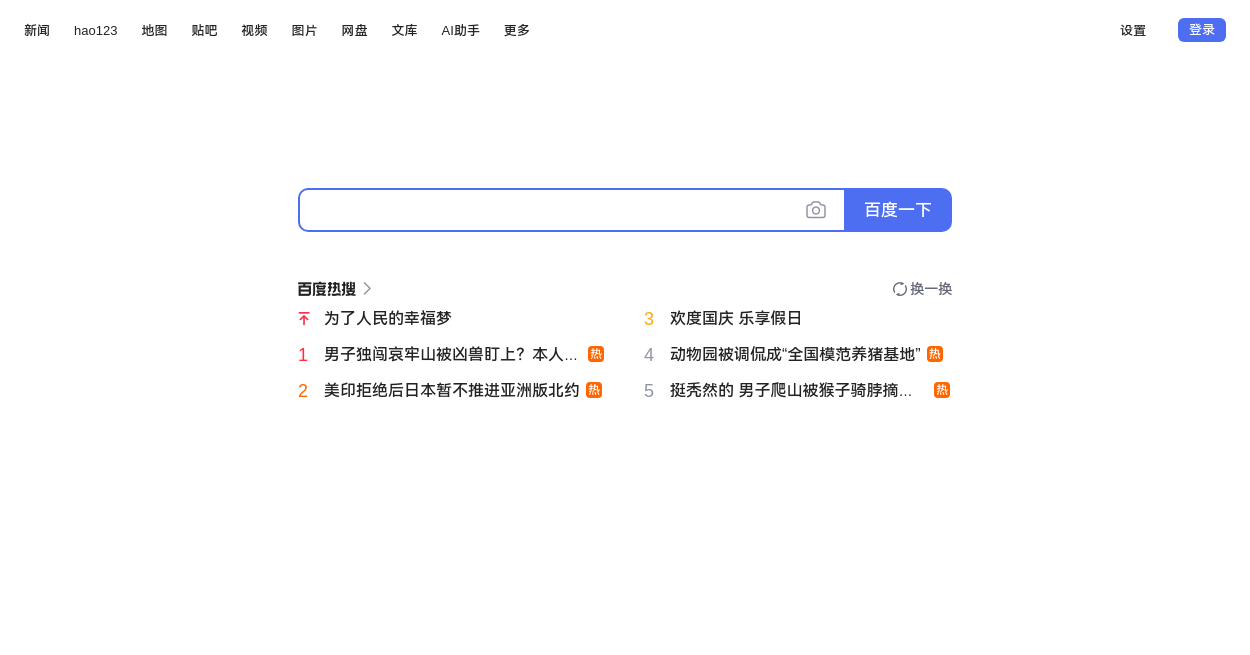 新闻 hao123 地图 贴吧 视频 图片 网盘 文库 AI助手 更多 设置 登录
百度一下
百度热搜 换一换
为了人民的幸福梦
3 欢度国庆 乐享假日
1 男子独闯哀牢山被凶兽盯上？本人... 热
4 动物园被调侃成“全国模范养猪基地” 热
2 美印拒绝后日本暂不推进亚洲版北约 热
5 挺秃然的 男子爬山被猴子骑脖摘... 热